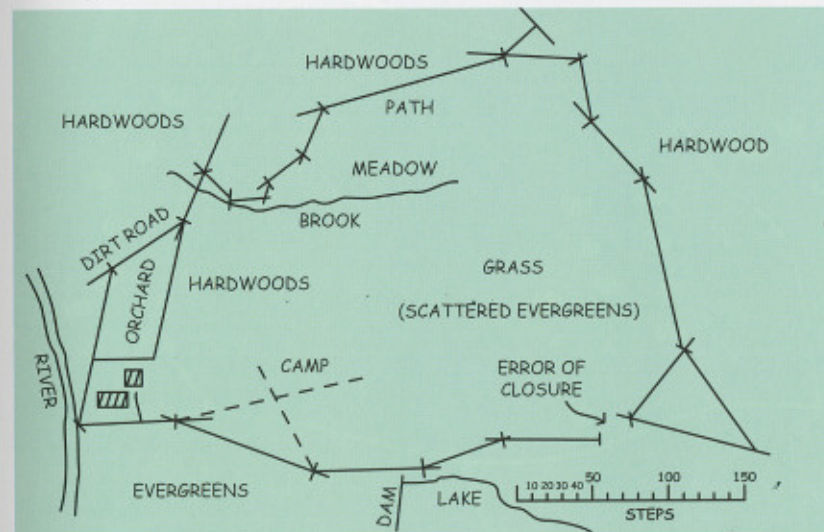 HARDWOODS
HARDWOODS
PATH
HARDWOOD
MEADOW
BROOK
DIRT ROAD
ORCHARD
HARDWOODS
GRASS
(SCATTERED EVERGREENS)
RIVER
CAMP
ERROR OF
CLOSURE
EVERGREENS
DAM
LAKE
10 20 30 40 50 100 150
STEPS